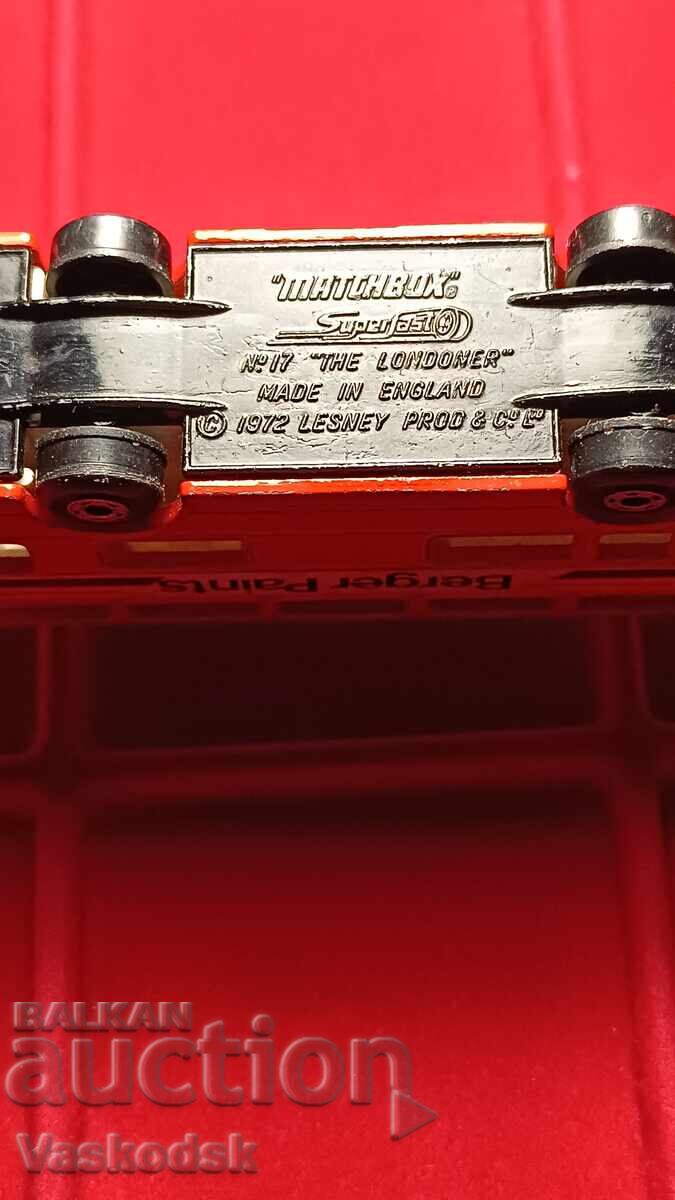 "MATCHBOX"®
Superfast
Nº17 "THE LONDONER"
MADE IN ENGLAND
© 1972 LESNEY PROD & Cº Lᵀᴰ
Berger Paints
BALKAN
auction
Vaskodsk